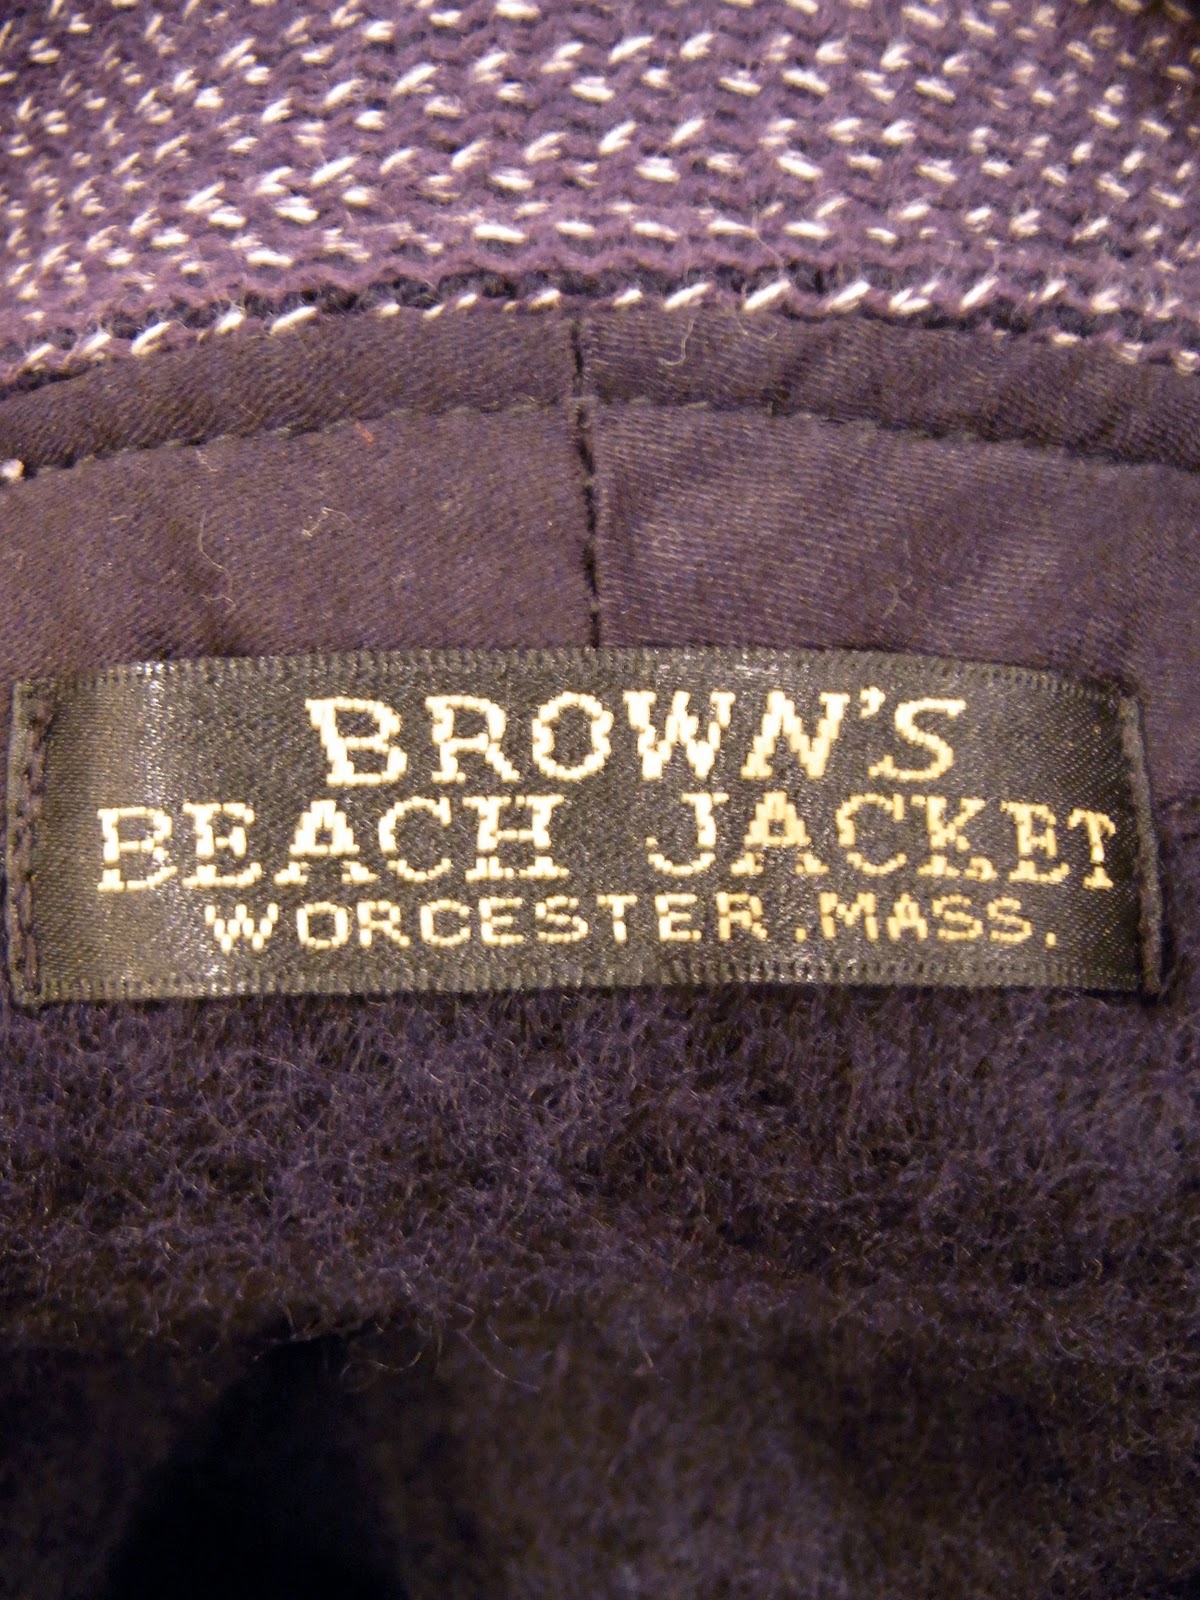 BROWN'S
BEACH JACKET
WORCESTER, MASS.